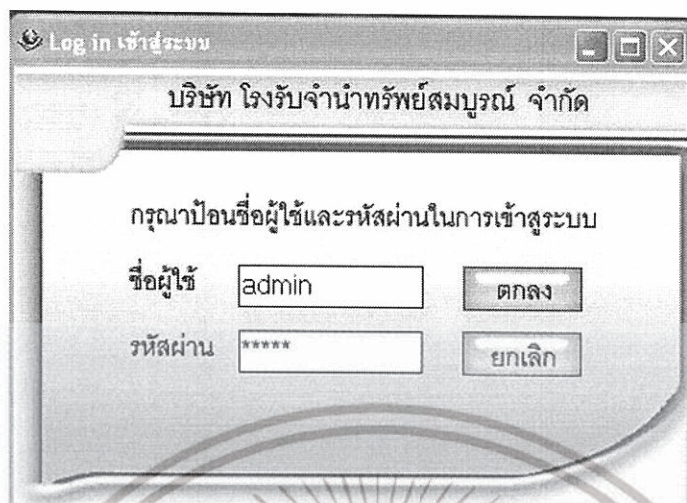 Log in เข้าสู่ระบบ
บริษัท โรงรับจำนำทรัพย์สมบูรณ์ จำกัด
กรุณาป้อนชื่อผู้ใช้และรหัสผ่านในการเข้าสูระบบ
ชื่อผู้ใช้ admin ตกลง
รหัสผ่าน ***** ยกเลิก